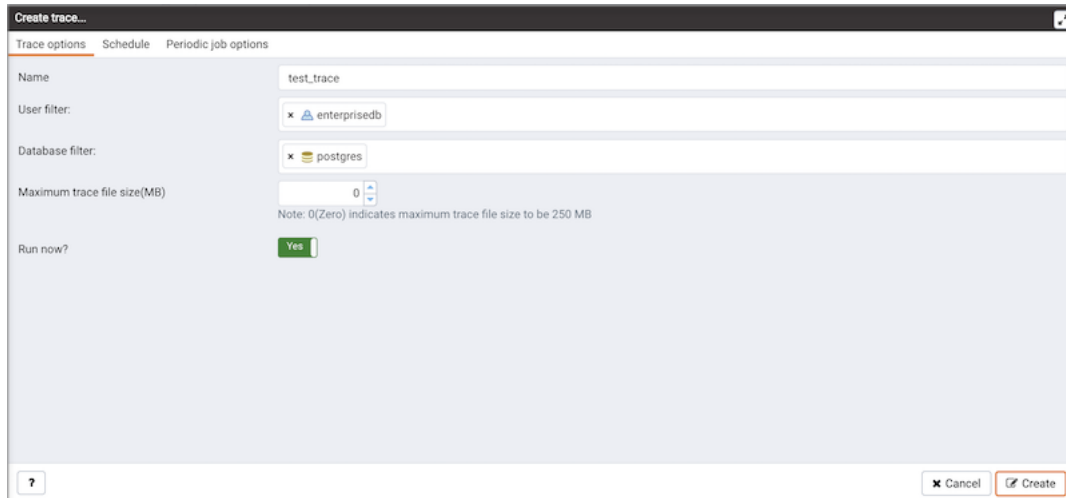 Create trace...
Trace options Schedule Periodic job options
Name test_trace
User filter: × enterprisedb
Database filter: × postgres
Maximum trace file size(MB) 0
Note: 0(Zero) indicates maximum trace file size to be 250 MB
Run now? Yes
? × Cancel Create